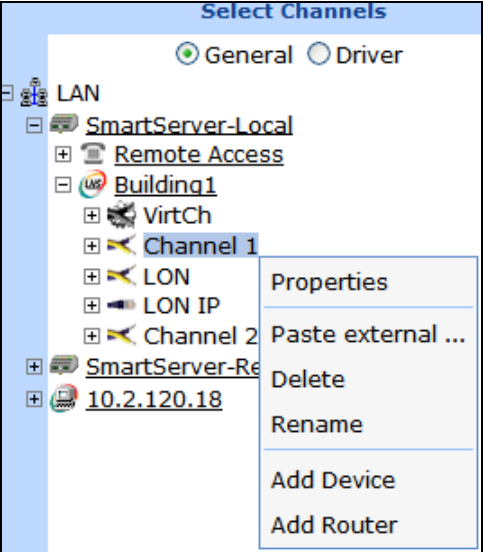 Select Channels
General Driver
LAN
SmartServer-Local
Remote Access
Building1
VirtCh
Channel 1
LON
LON IP
Channel 2
SmartServer-Re
10.2.120.18
Properties
Paste external ...
Delete
Rename
Add Device
Add Router